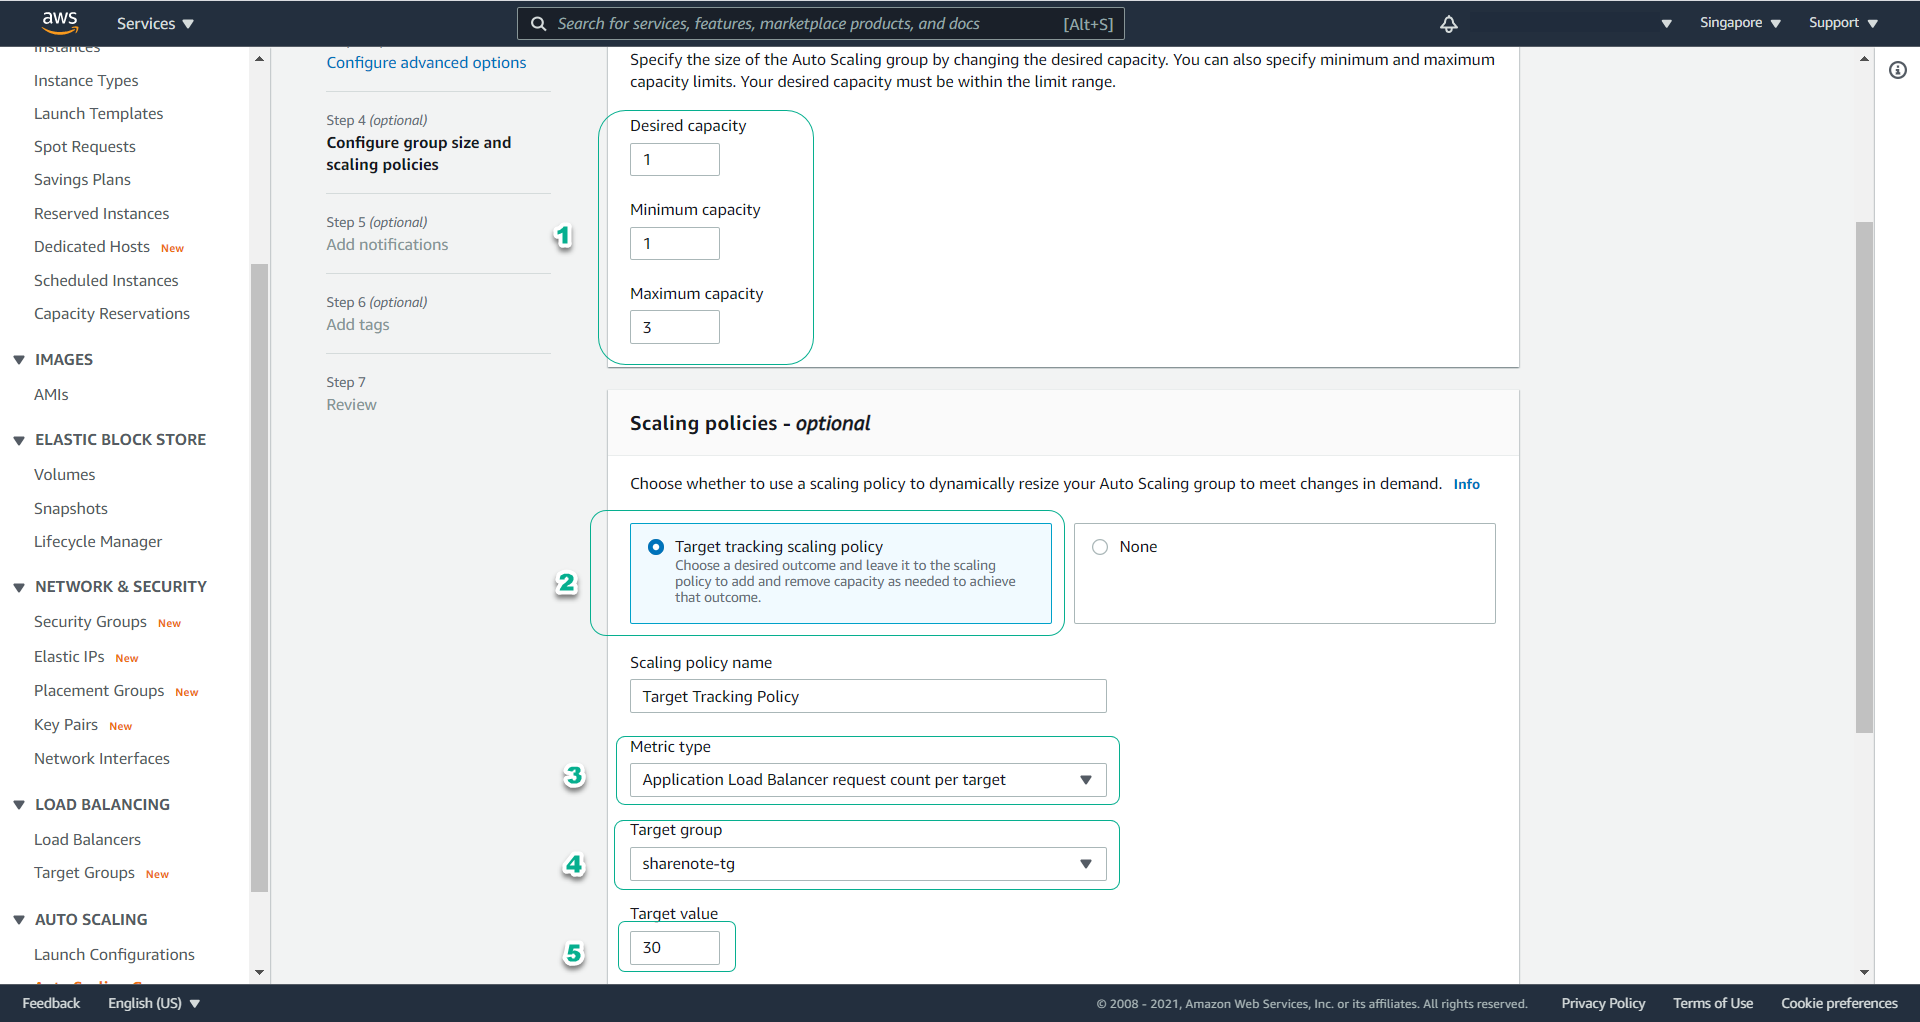 aws
Services
Search for services, features, marketplace products, and docs
[Alt+S]
Singapore
Support
Instances
Instance Types
Launch Templates
Spot Requests
Savings Plans
Reserved Instances
Dedicated Hosts New
Scheduled Instances
Capacity Reservations
IMAGES
AMIs
ELASTIC BLOCK STORE
Volumes
Snapshots
Lifecycle Manager
NETWORK & SECURITY
Security Groups New
Elastic IPs New
Placement Groups New
Key Pairs New
Network Interfaces
LOAD BALANCING
Load Balancers
Target Groups New
AUTO SCALING
Launch Configurations
Configure advanced options
Step 4 (optional)
Configure group size and
scaling policies
Step 5 (optional)
Add notifications
Step 6 (optional)
Add tags
Step 7
Review
Specify the size of the Auto Scaling group by changing the desired capacity. You can also specify minimum and maximum
capacity limits. Your desired capacity must be within the limit range.
1
Desired capacity
1
Minimum capacity
1
Maximum capacity
3
Scaling policies - optional
Choose whether to use a scaling policy to dynamically resize your Auto Scaling group to meet changes in demand. Info
2
Target tracking scaling policy
Choose a desired outcome and leave it to the scaling
policy to add and remove capacity as needed to achieve
that outcome.
None
Scaling policy name
Target Tracking Policy
3
Metric type
Application Load Balancer request count per target
4
Target group
sharenote-tg
5
Target value
30
Feedback
English (US)
© 2008 - 2021, Amazon Web Services, Inc. or its affiliates. All rights reserved.
Privacy Policy
Terms of Use
Cookie preferences